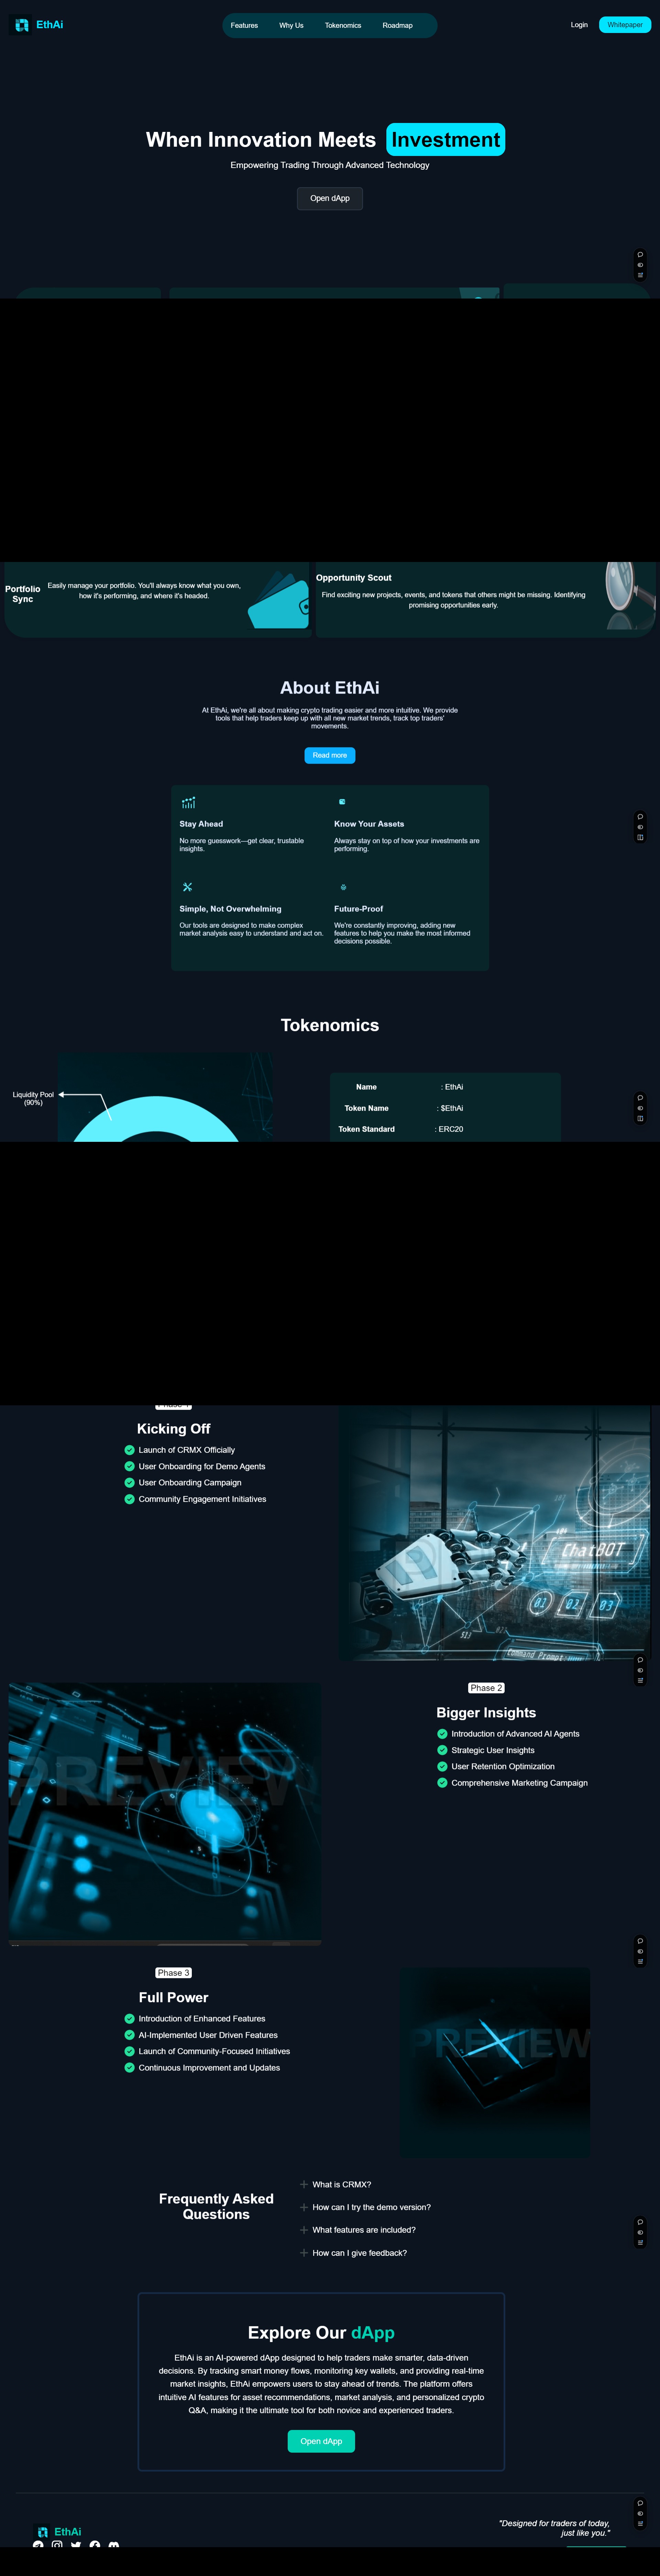 EthAi
Features
Why Us
Tokenomics
Roadmap
Login
Whitepaper
When Innovation Meets Investment
Empowering Trading Through Advanced Technology
Open dApp
Portfolio
Sync
Easily manage your portfolio. You'll always know what you own,
how it's performing, and where it's headed.
Opportunity Scout
Find exciting new projects, events, and tokens that others might be missing. Identifying
promising opportunities early.
About EthAi
At EthAi, we're all about making crypto trading easier and more intuitive. We provide
tools that help traders keep up with all new market trends, track top traders'
movements.
Read more
Stay Ahead
No more guesswork—get clear, trustable
insights.
Know Your Assets
Always stay on top of how your investments are
performing.
Simple, Not Overwhelming
Our tools are designed to make complex
market analysis easy to understand and act on.
Future-Proof
We're constantly improving, adding new
features to help you make the most informed
decisions possible.
Tokenomics
Liquidity Pool
(90%)
Name : EthAi
Token Name : $EthAi
Token Standard : ERC20
Kicking Off
Launch of CRMX Officially
User Onboarding for Demo Agents
User Onboarding Campaign
Community Engagement Initiatives
ChatBOT
01 02 03
Command Prompt
PREVIEW
Phase 2
Bigger Insights
Introduction of Advanced AI Agents
Strategic User Insights
User Retention Optimization
Comprehensive Marketing Campaign
Phase 3
Full Power
Introduction of Enhanced Features
AI-Implemented User Driven Features
Launch of Community-Focused Initiatives
Continuous Improvement and Updates
PREVIEW
Frequently Asked
Questions
What is CRMX?
How can I try the demo version?
What features are included?
How can I give feedback?
Explore Our dApp
EthAi is an AI-powered dApp designed to help traders make smarter, data-driven
decisions. By tracking smart money flows, monitoring key wallets, and providing real-time
market insights, EthAi empowers users to stay ahead of trends. The platform offers
intuitive AI features for asset recommendations, market analysis, and personalized crypto
Q&A, making it the ultimate tool for both novice and experienced traders.
Open dApp
EthAi
"Designed for traders of today,
just like you."